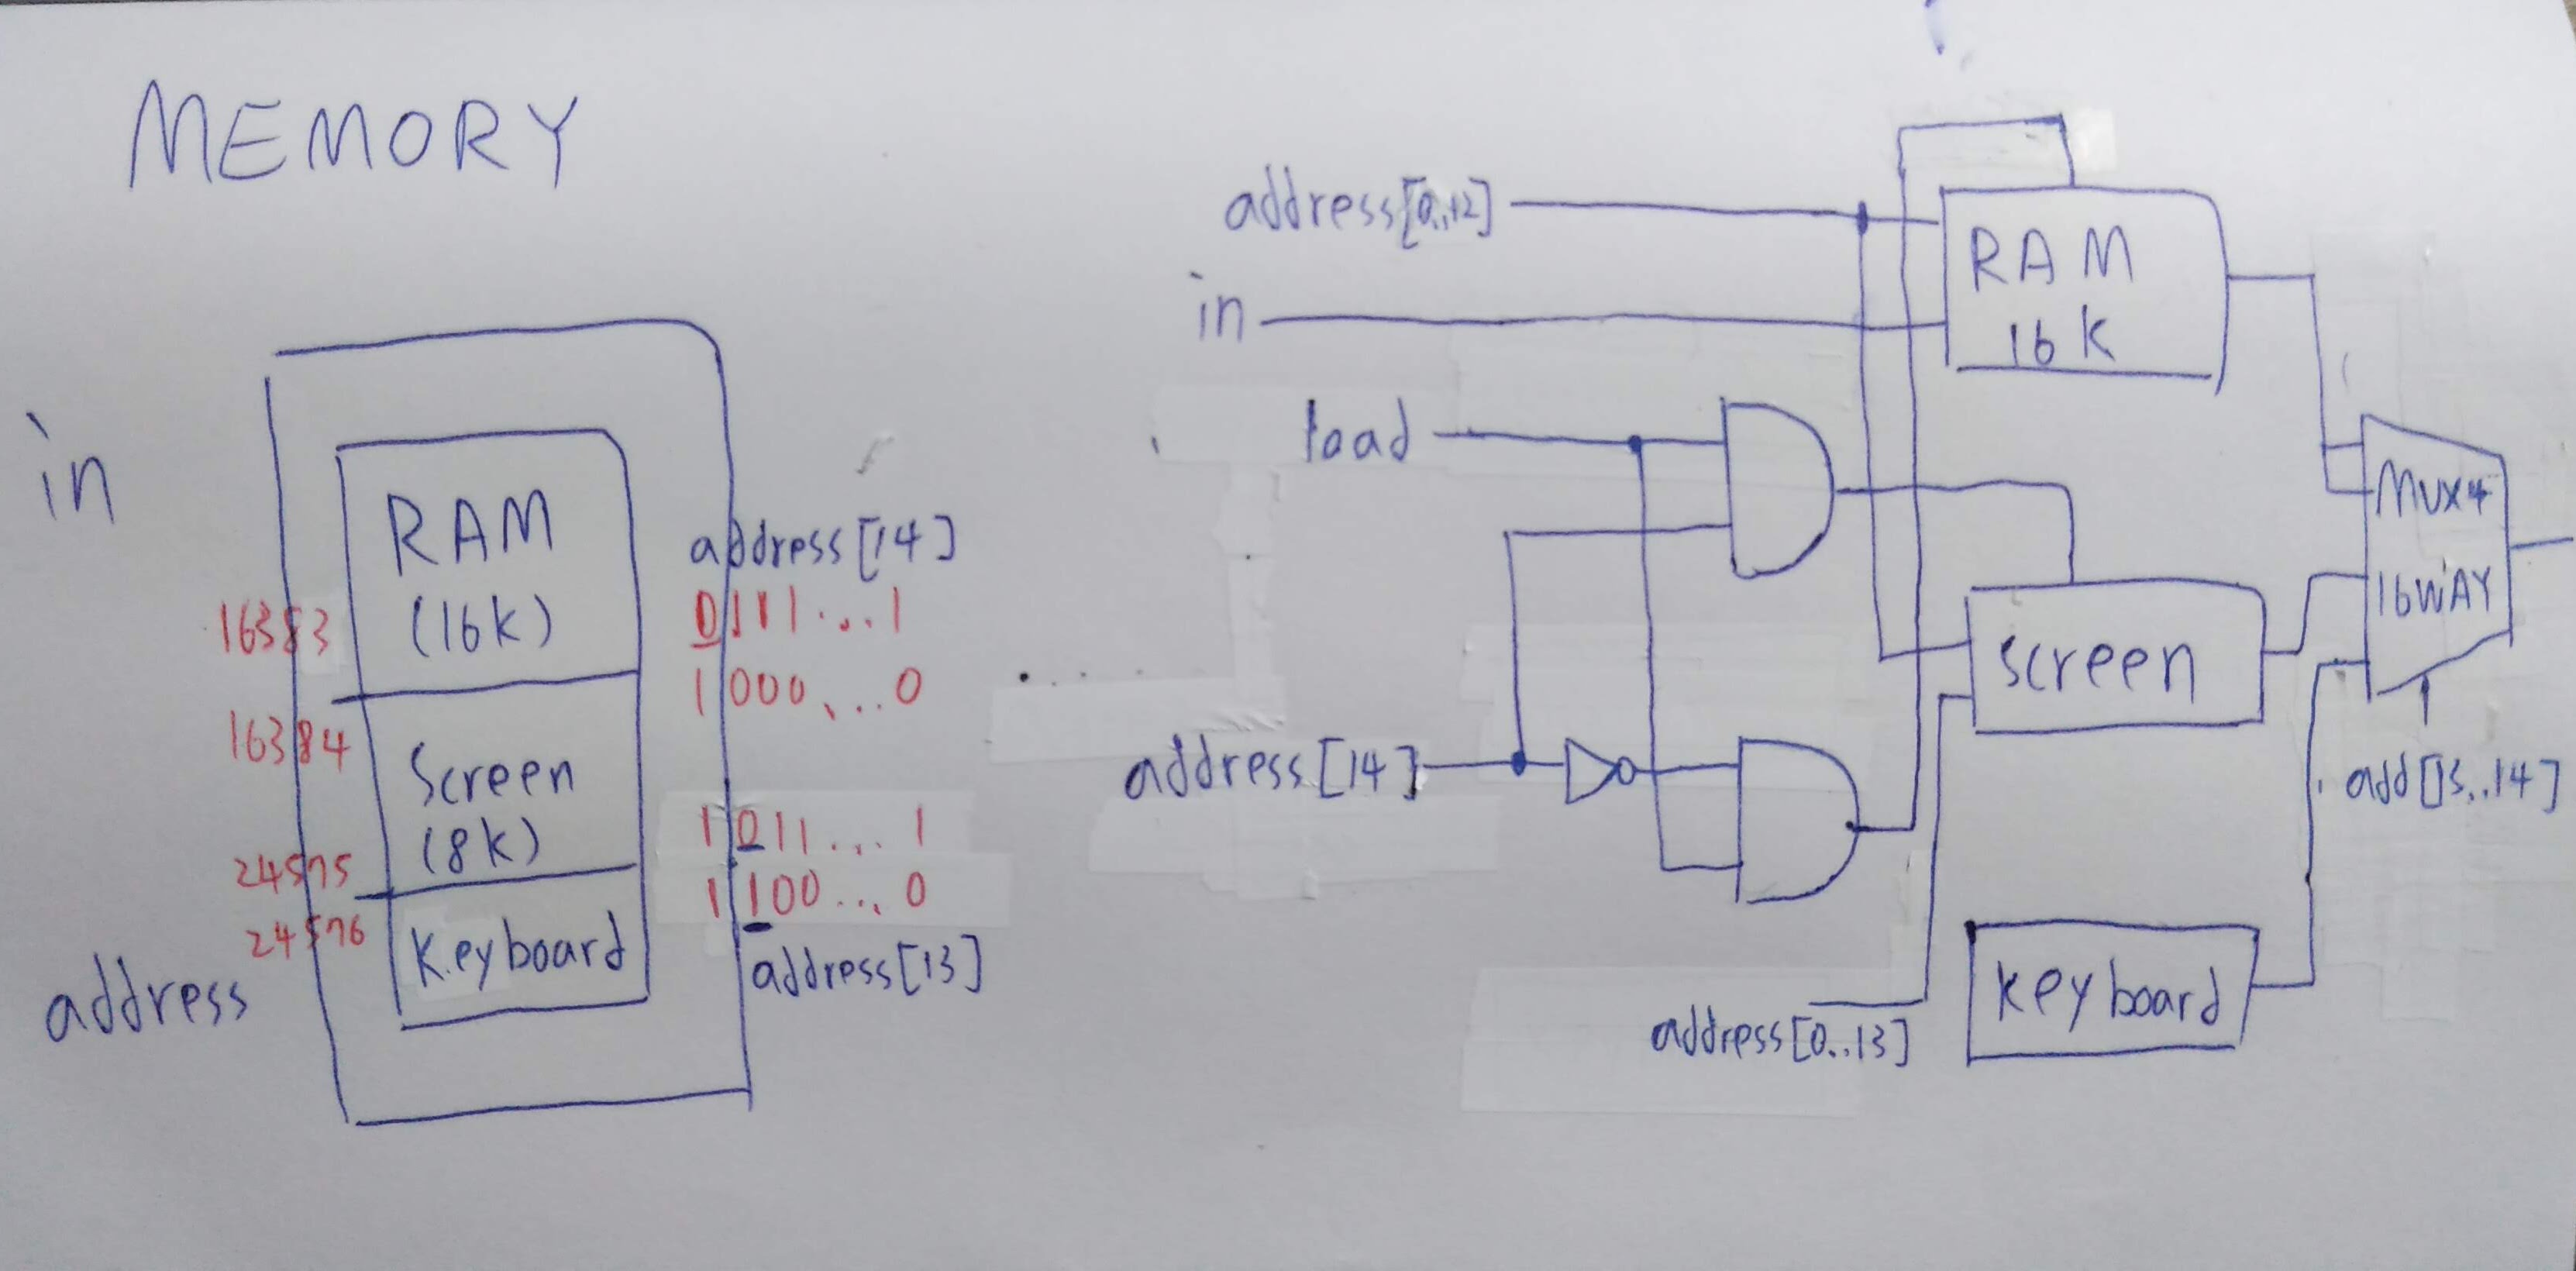 MEMORY
in
address
RAM
(16K)
Screen
(8K)
Keyboard
16383
16384
24575
24576
address[14]
0111...1
1000...0
1011...1
1100...0
address[13]
address[0..12]
in
load
address[14]
address[0..13]
RAM
16K
screen
keyboard
Mux4
16WAY
add[13..14]